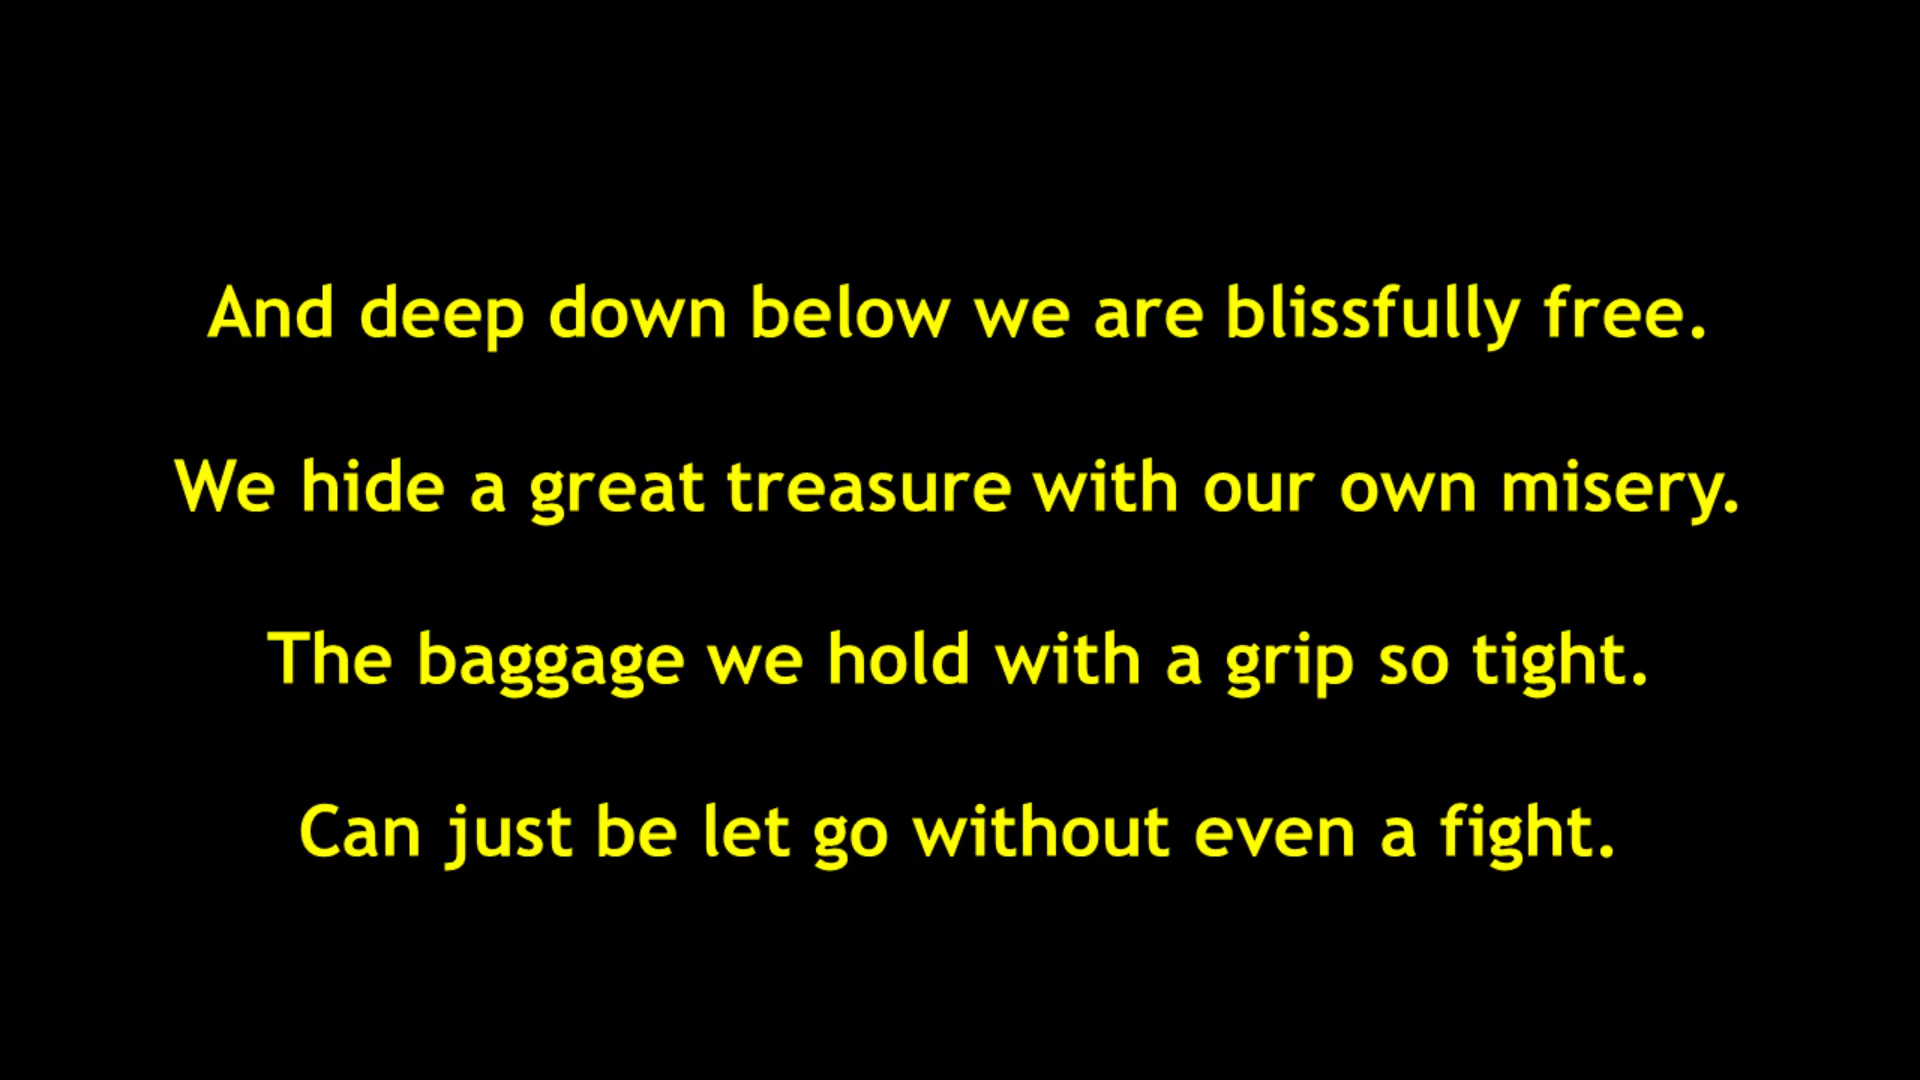 And deep down below we are blissfully free.
We hide a great treasure with our own misery.
The baggage we hold with a grip so tight.
Can just be let go without even a fight.